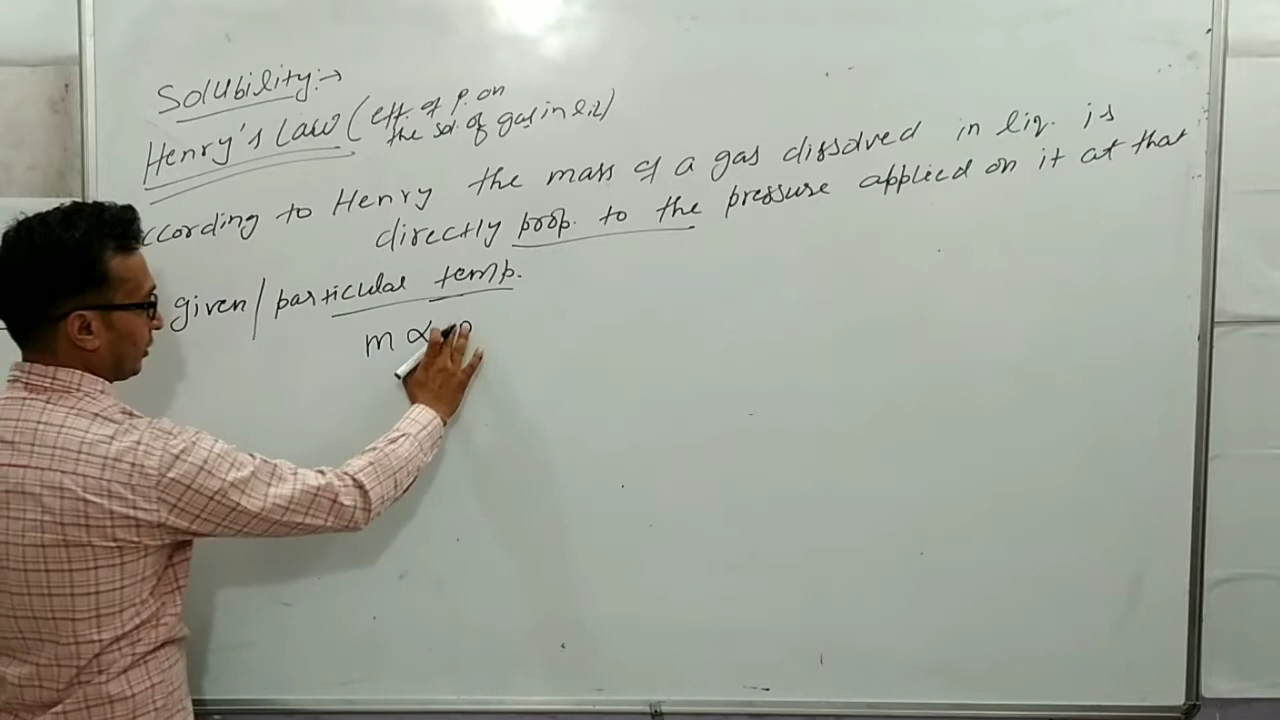 Solubility:→
Henry's Law (eff. of P. on
the sol. of gas in liq)
ccording to Henry the mass of a gas dissolved in liq. is
directly prop. to the pressure applied on it at that
given/particular temp.
m ∝ p